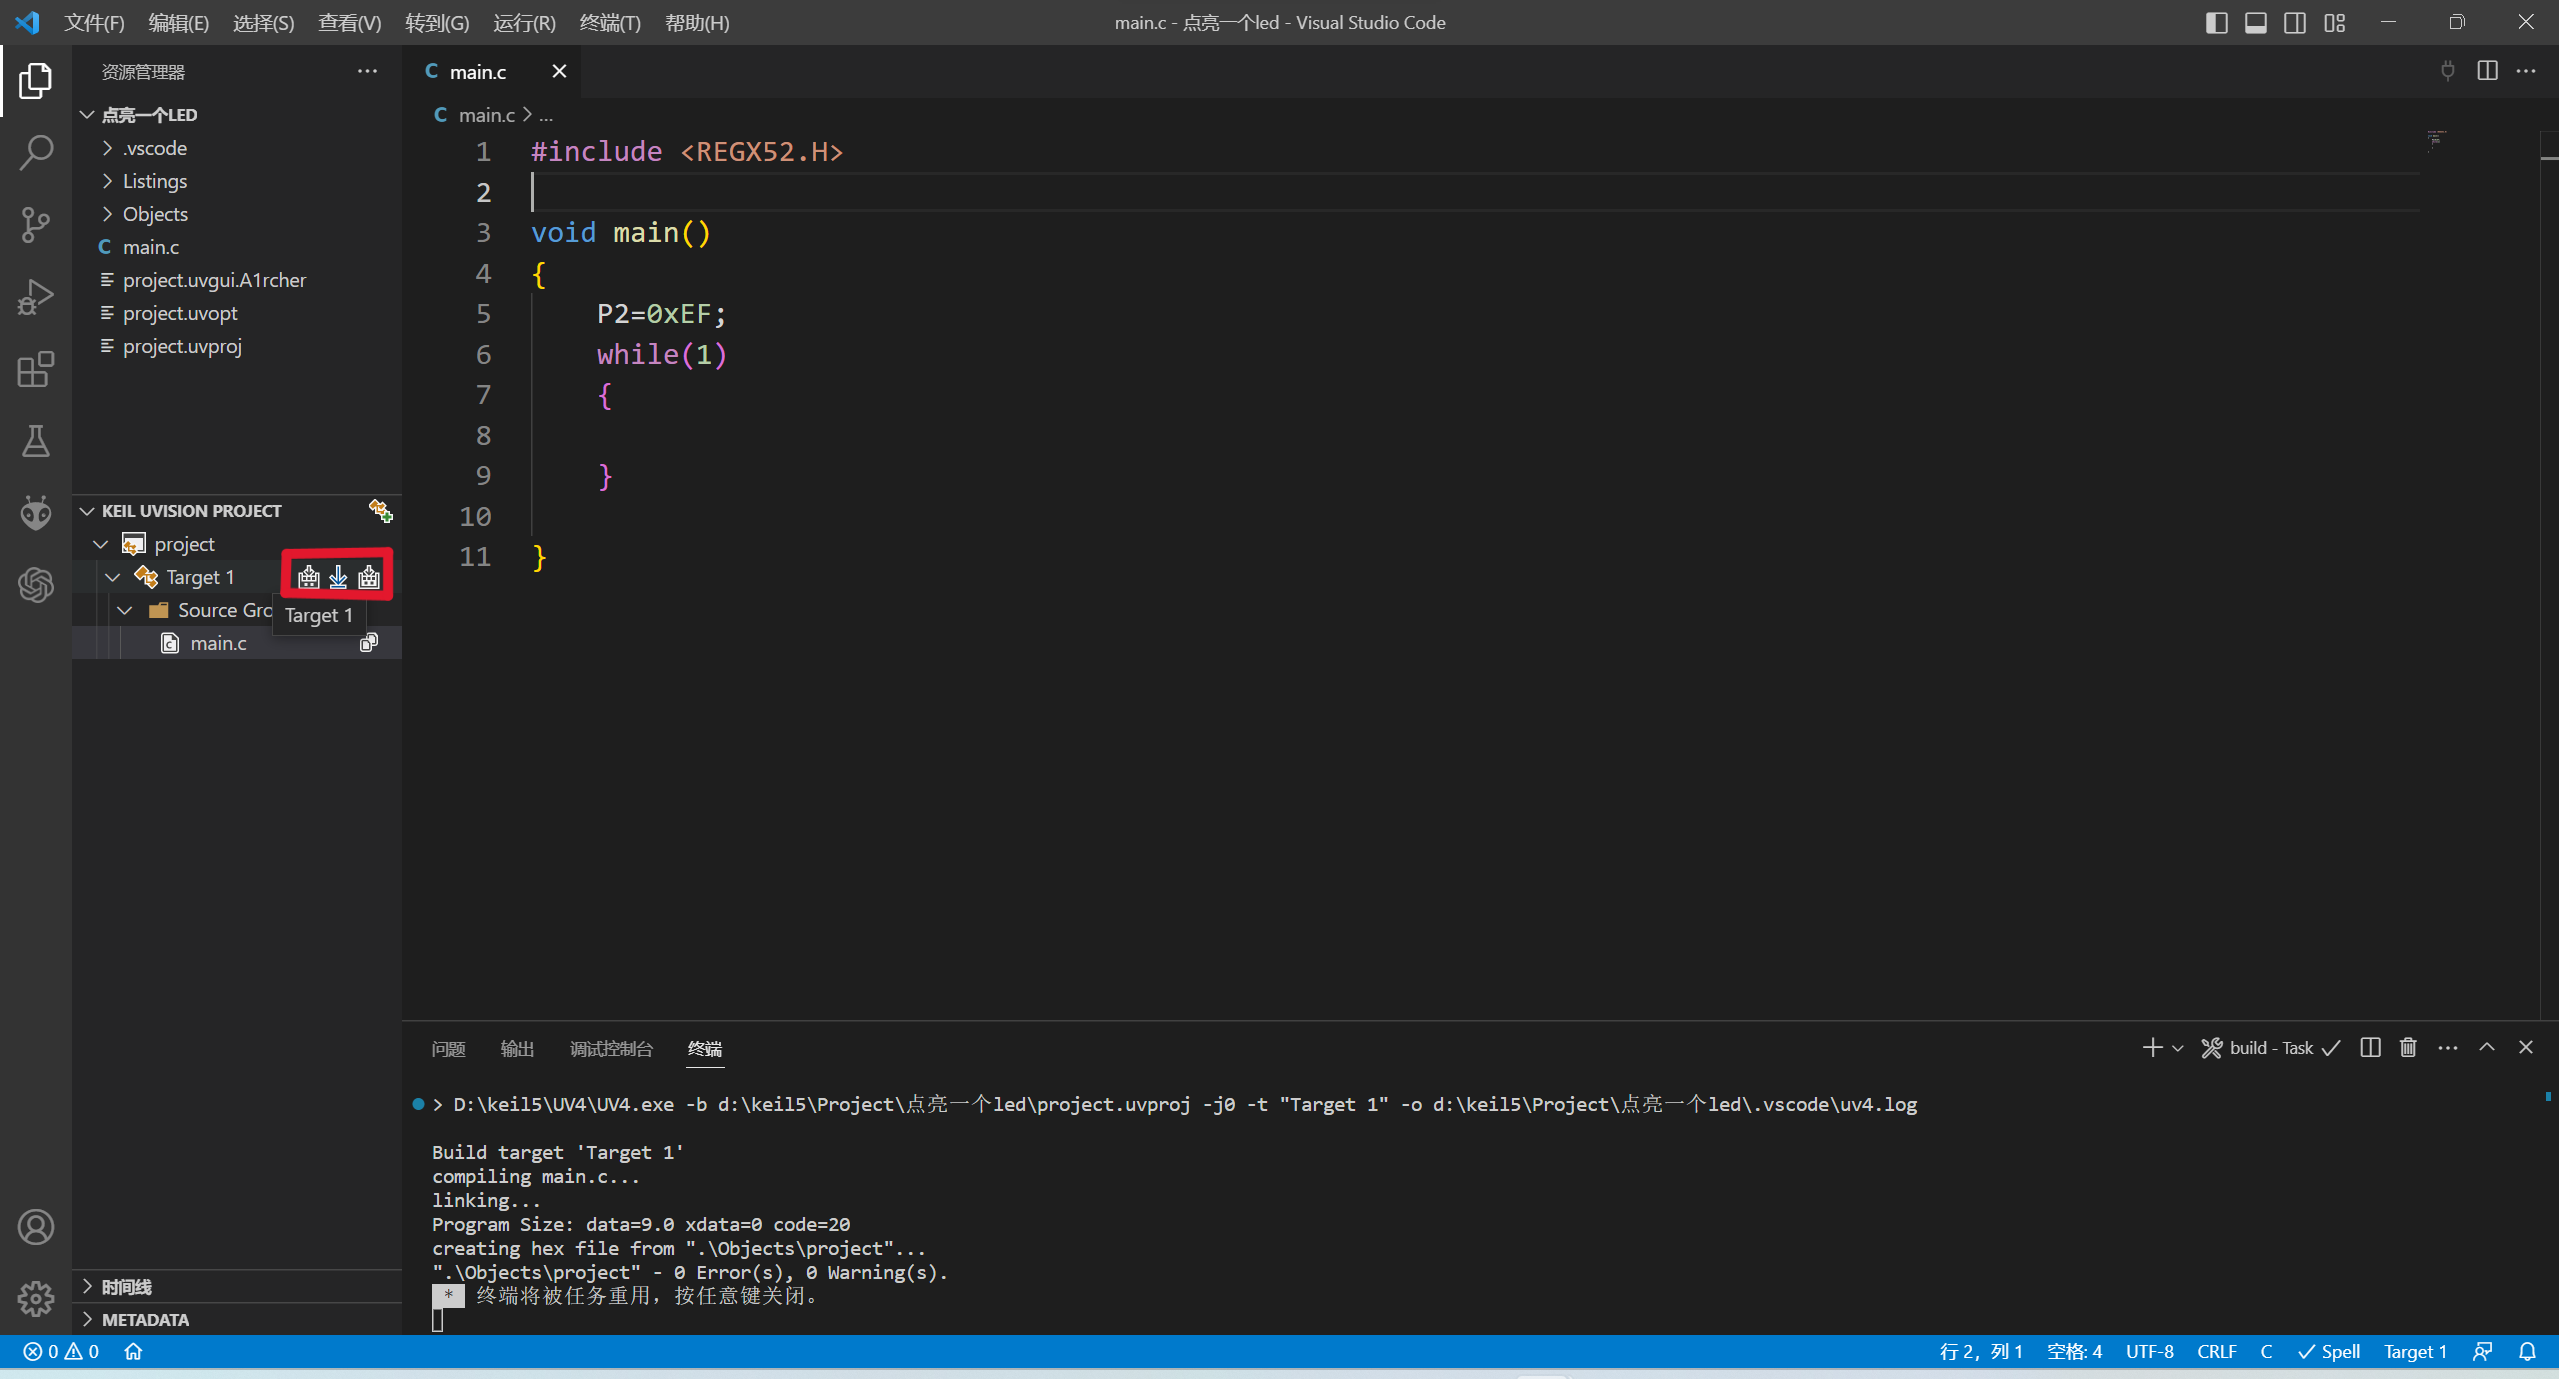 文件(F) 编辑(E) 选择(S) 查看(V) 转到(G) 运行(R) 终端(T) 帮助(H) main.c - 点亮一个led - Visual Studio Code
资源管理器 ···
点亮一个LED
.vscode
Listings
Objects
C main.c
project.uvgui.A1rcher
project.uvopt
project.uvproj
KEIL UVISION PROJECT
project
Target 1
Source Gro
Target 1
main.c
时间线
METADATA
C main.c
C main.c > ...
1 #include <REGX52.H>
2
3 void main()
4 {
5 P2=0xEF;
6 while(1)
7 {
8
9 }
10
11 }
问题 输出 调试控制台 终端 build - Task
> D:\keil5\UV4\UV4.exe -b d:\keil5\Project\点亮一个led\project.uvproj -j0 -t "Target 1" -o d:\keil5\Project\点亮一个led\.vscode\uv4.log
Build target 'Target 1'
compiling main.c...
linking...
Program Size: data=9.0 xdata=0 code=20
creating hex file from ".\Objects\project"...
".\Objects\project" - 0 Error(s), 0 Warning(s).
* 终端将被任务重用，按任意键关闭。
0 0 行 2，列 1 空格: 4 UTF-8 CRLF C Spell Target 1